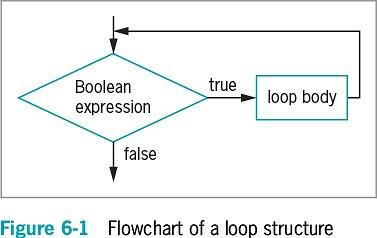 Boolean
expression
true
loop body
false
Figure 6-1 Flowchart of a loop structure